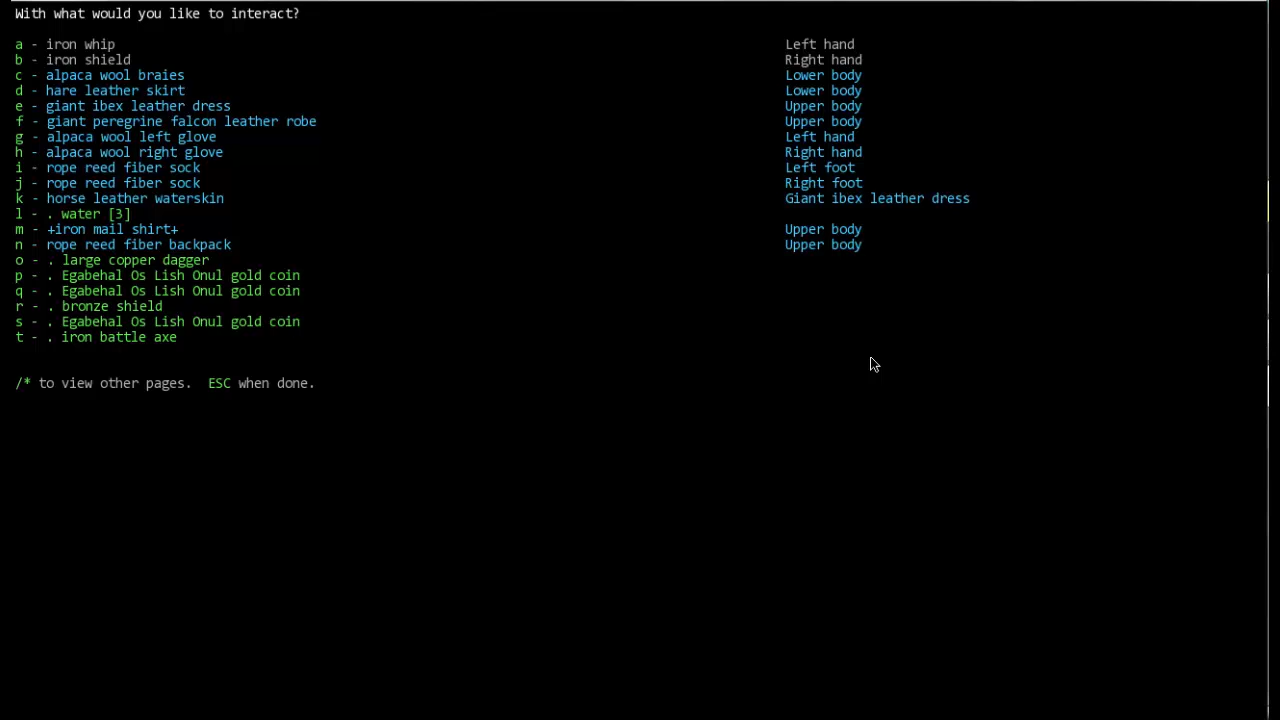 With what would you like to interact?
a - iron whip Left hand
b - iron shield Right hand
c - alpaca wool braies Lower body
d - hare leather skirt Lower body
e - giant ibex leather dress Upper body
f - giant peregrine falcon leather robe Upper body
g - alpaca wool left glove Left hand
h - alpaca wool right glove Right hand
i - rope reed fiber sock Left foot
j - rope reed fiber sock Right foot
k - horse leather waterskin Giant ibex leather dress
l - . water [3]
m - +iron mail shirt+ Upper body
n - rope reed fiber backpack Upper body
o - . large copper dagger
p - . Egabehal Os Lish Onul gold coin
q - . Egabehal Os Lish Onul gold coin
r - . bronze shield
s - . Egabehal Os Lish Onul gold coin
t - . iron battle axe
/* to view other pages. ESC when done.